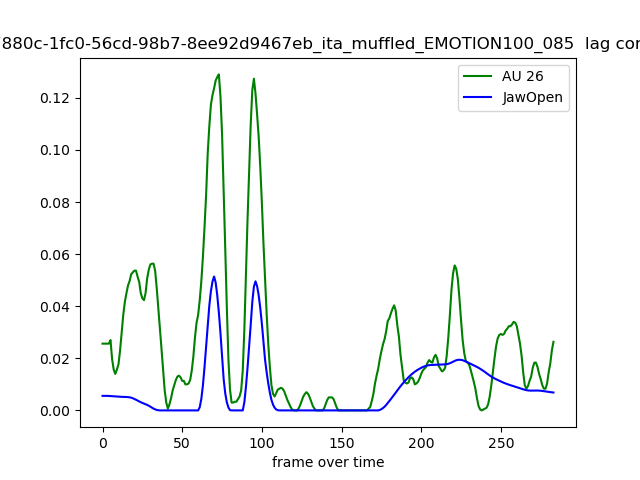 880c-1fc0-56cd-98b7-8ee92d9467eb_ita_muffled_EMOTION100_085 lag
AU 26
JawOpen
0.12
0.10
0.08
0.06
0.04
0.02
0.00
0 50 100 150 200 250
frame over time